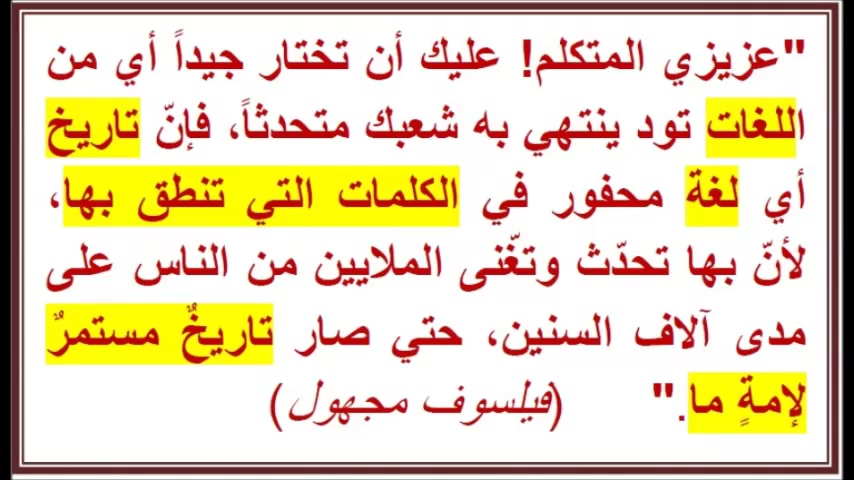 "عزيزي المتكلم! عليك أن تختار جيداً أي من
اللغات تود ينتهي به شعبك متحدثاً، فإنّ تاريخ
أي لغة محفور في الكلمات التي تنطق بها،
لأنّ بها تحدّث وتغّنى الملايين من الناس على
مدى آلاف السنين، حتي صار تاريخٌ مستمرٌ
لإمةٍ ما." (فيلسوف مجهول)